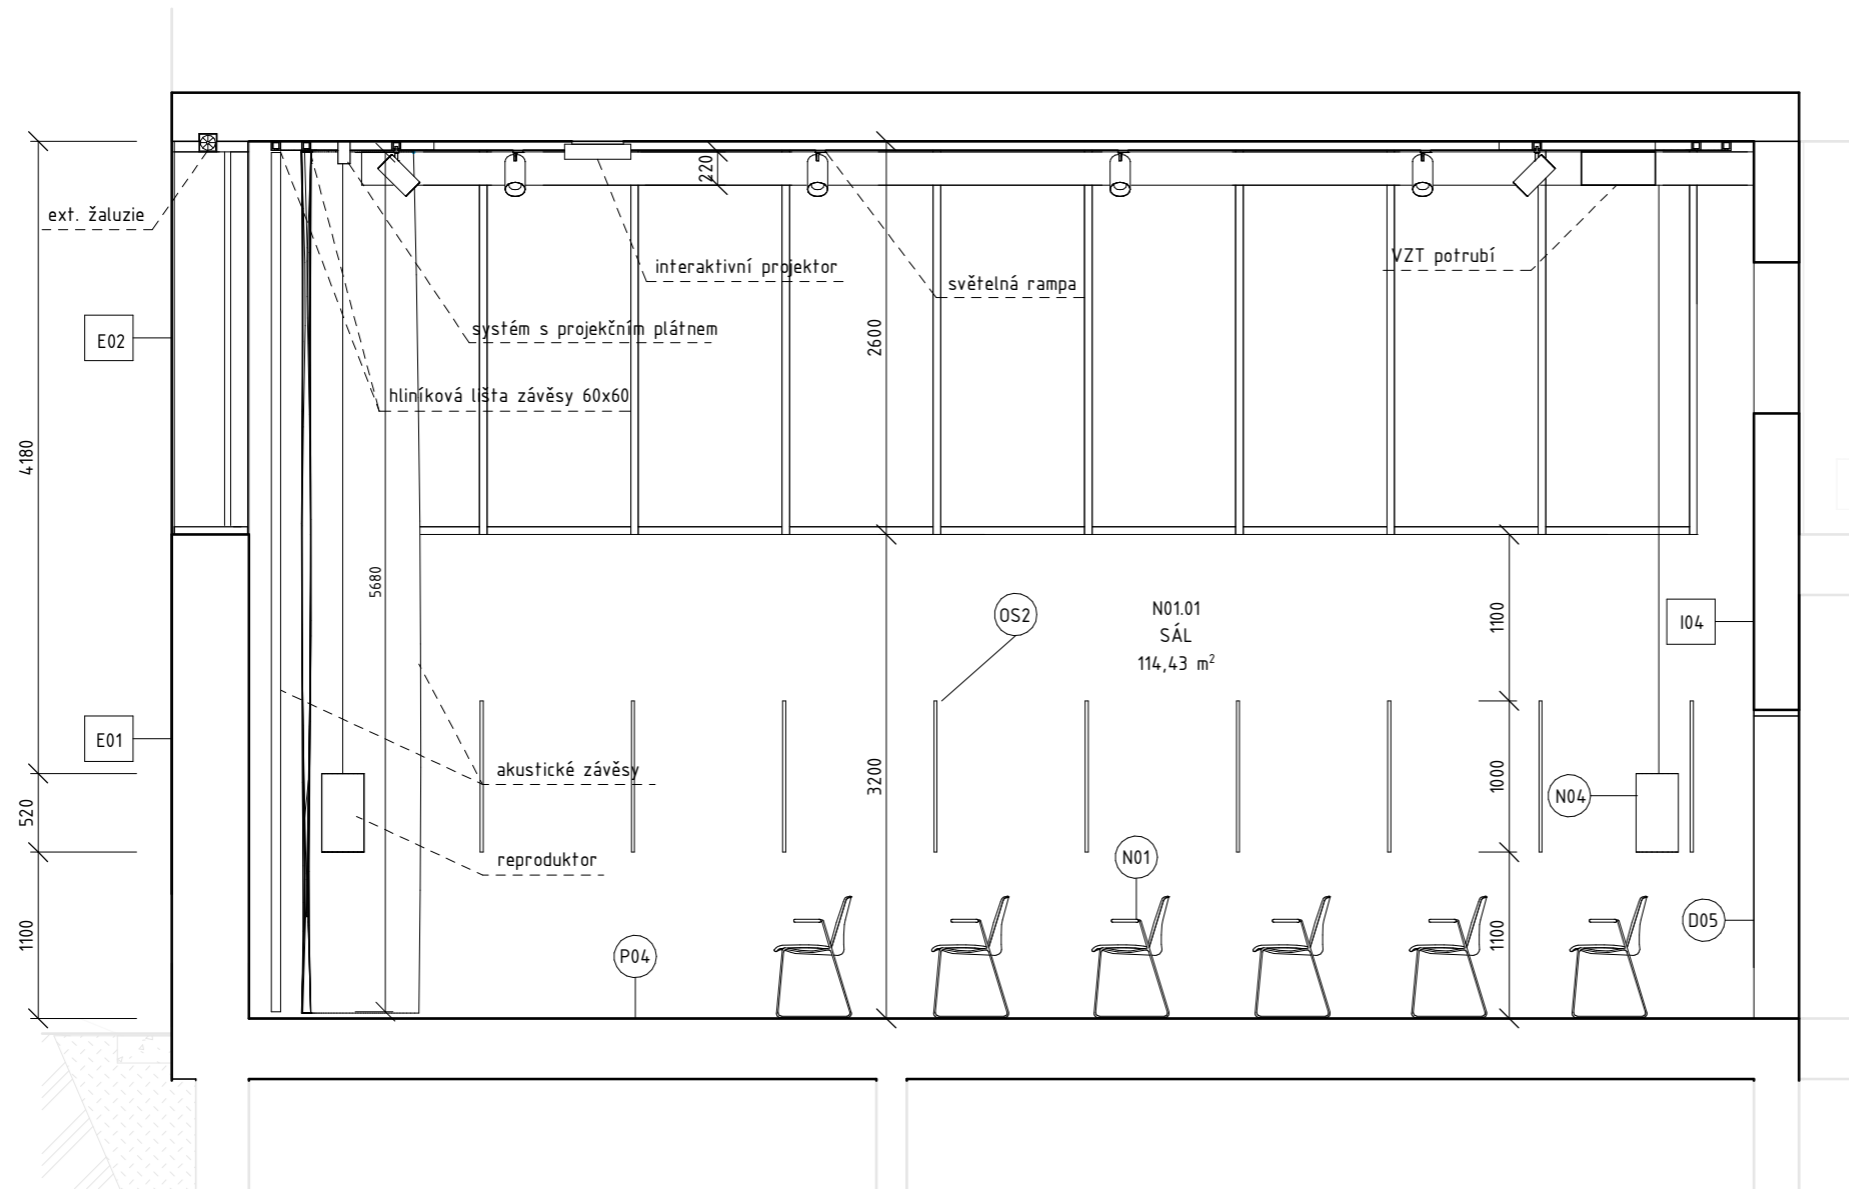 220
ext. žaluzie
interaktivní projektor
VZT potrubí
světelná rampa
systém s projekčním plátnem
E02
2600
hliníková lišta závěsy 60x60
4180
5680
N01.01
SÁL
114,43 m²
OS2
1100
I04
E01
akustické závěsy
3200
1000
N04
520
reproduktor
N01
1100
P04
1100
D05